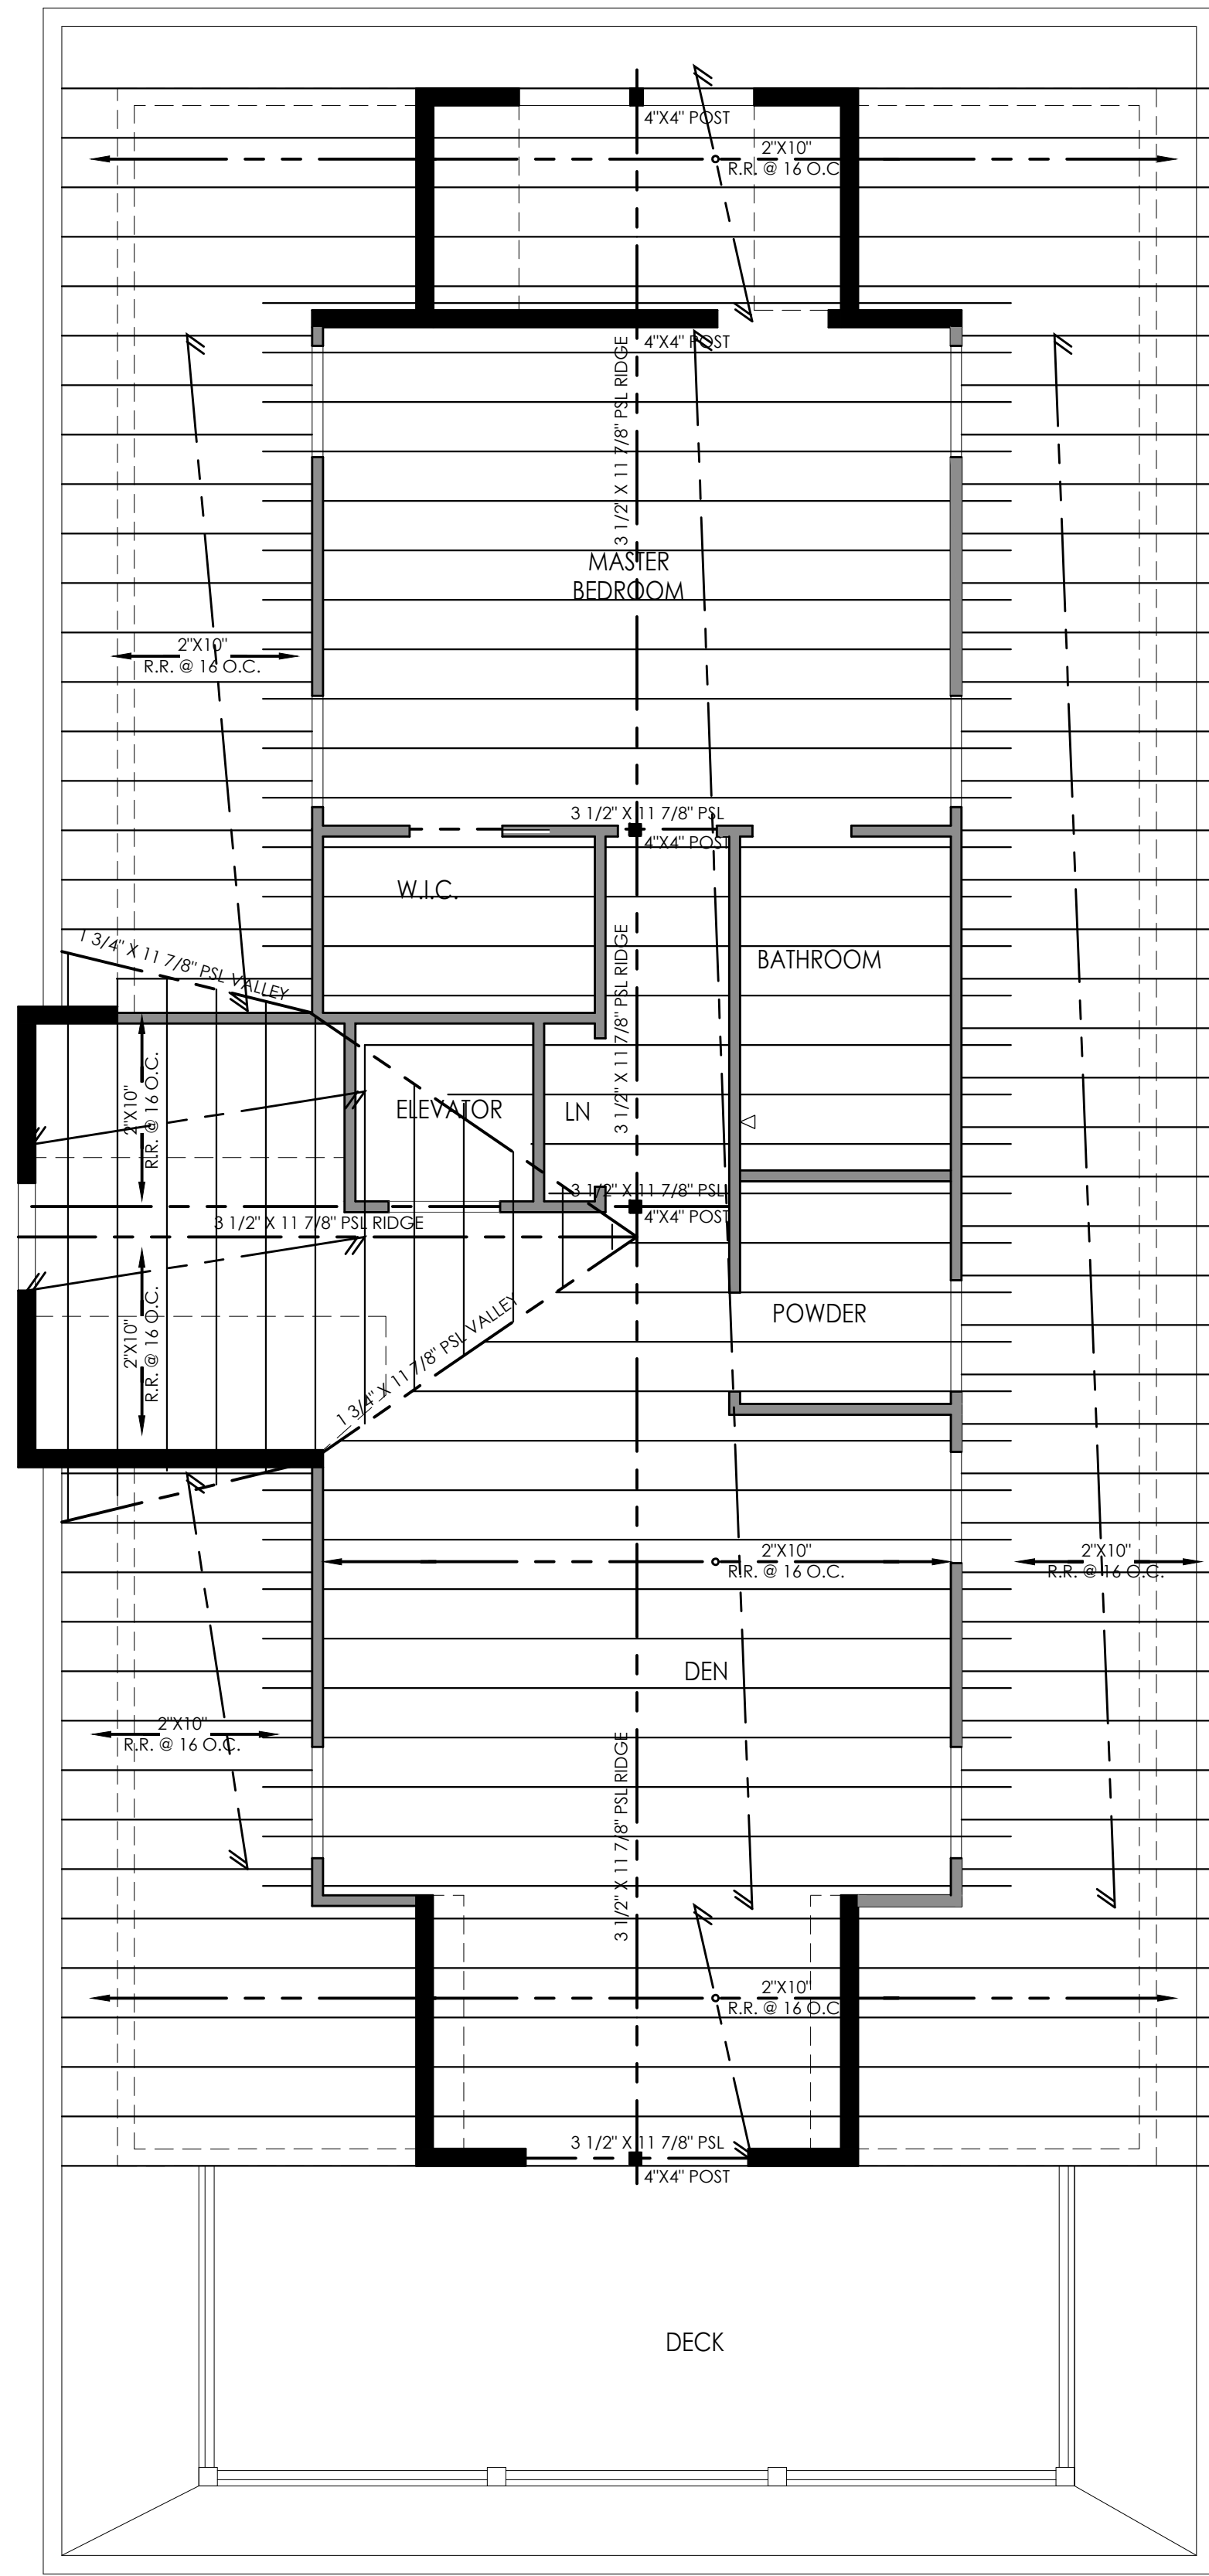 4"X4" POST
2"X10"
R.R. @ 16 O.C.
4"X4" POST
3 1/2" X 11 7/8" PSL RIDGE
MASTER
BEDROOM
2"X10"
R.R. @ 16 O.C.
3 1/2" X 11 7/8" PSL
4"X4" POST
W.I.C.
1 3/4" X 11 7/8" PSL VALLEY
BATHROOM
3 1/2" X 11 7/8" PSL RIDGE
2"X10"
R.R. @ 16 O.C.
ELEVATOR
LN
3 1/2" X 11 7/8" PSL
4"X4" POST
3 1/2" X 11 7/8" PSL RIDGE
2"X10"
R.R. @ 16 O.C.
1 3/4" X 11 7/8" PSL VALLEY
POWDER
2"X10"
R.R. @ 16 O.C.
2"X10"
R.R. @ 16 O.C.
DEN
2"X10"
R.R. @ 16 O.C.
3 1/2" X 11 7/8" PSL RIDGE
2"X10"
R.R. @ 16 O.C
3 1/2" X 11 7/8" PSL
4"X4" POST
DECK